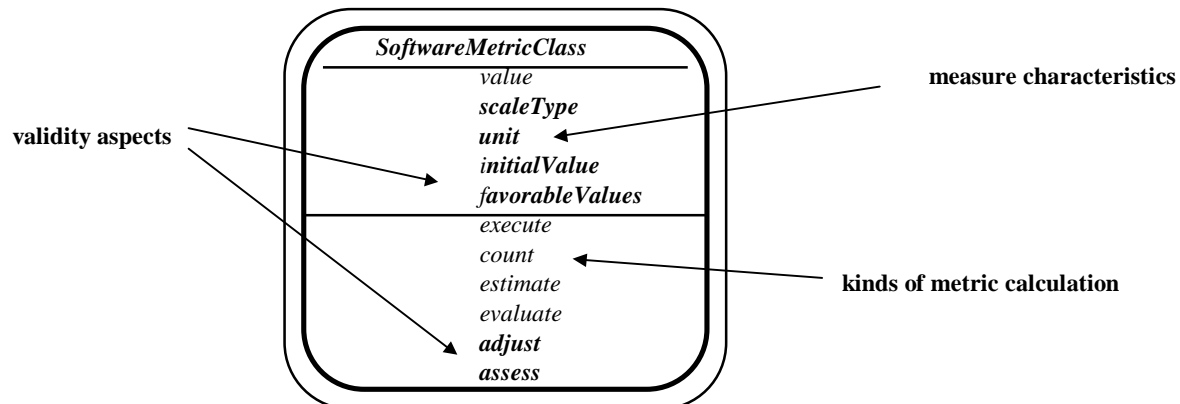 SoftwareMetricClass
value
measure characteristics
scaleType
unit
validity aspects
initialValue
favorableValues
execute
count
kinds of metric calculation
estimate
evaluate
adjust
assess